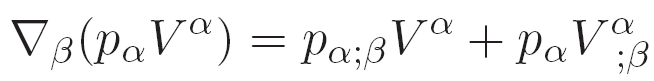 ∇_β(p_α V^α) = p_{α;β} V^α + p_α V^α_{;β}